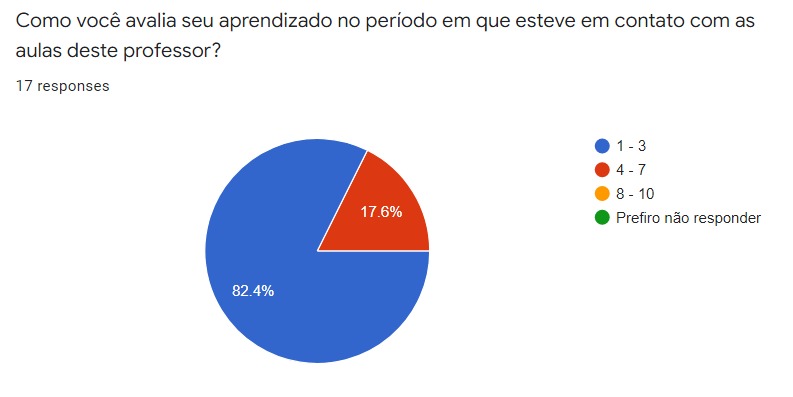 Como você avalia seu aprendizado no período em que esteve em contato com as
aulas deste professor?
17 responses
1 - 3
4 - 7
8 - 10
Prefiro não responder
17.6%
82.4%